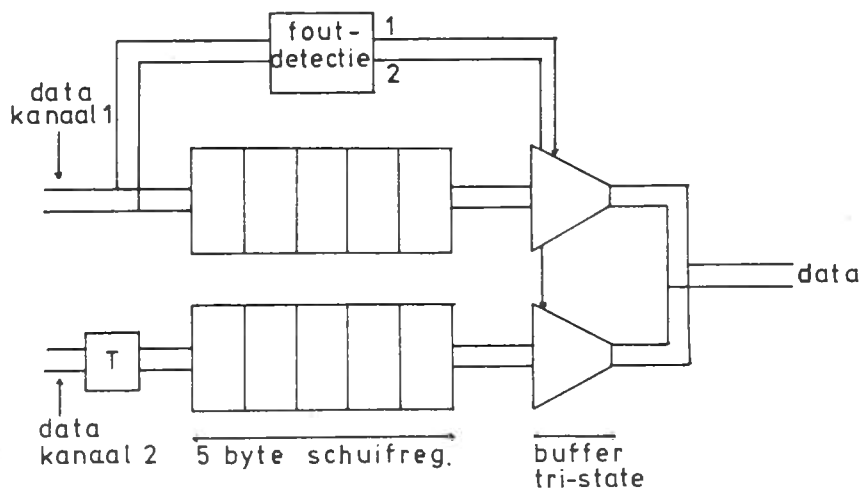 fout-
detectie
1
2
data
kanaal 1
data
T
data
kanaal 2
5 byte schuifreg.
buffer
tri-state